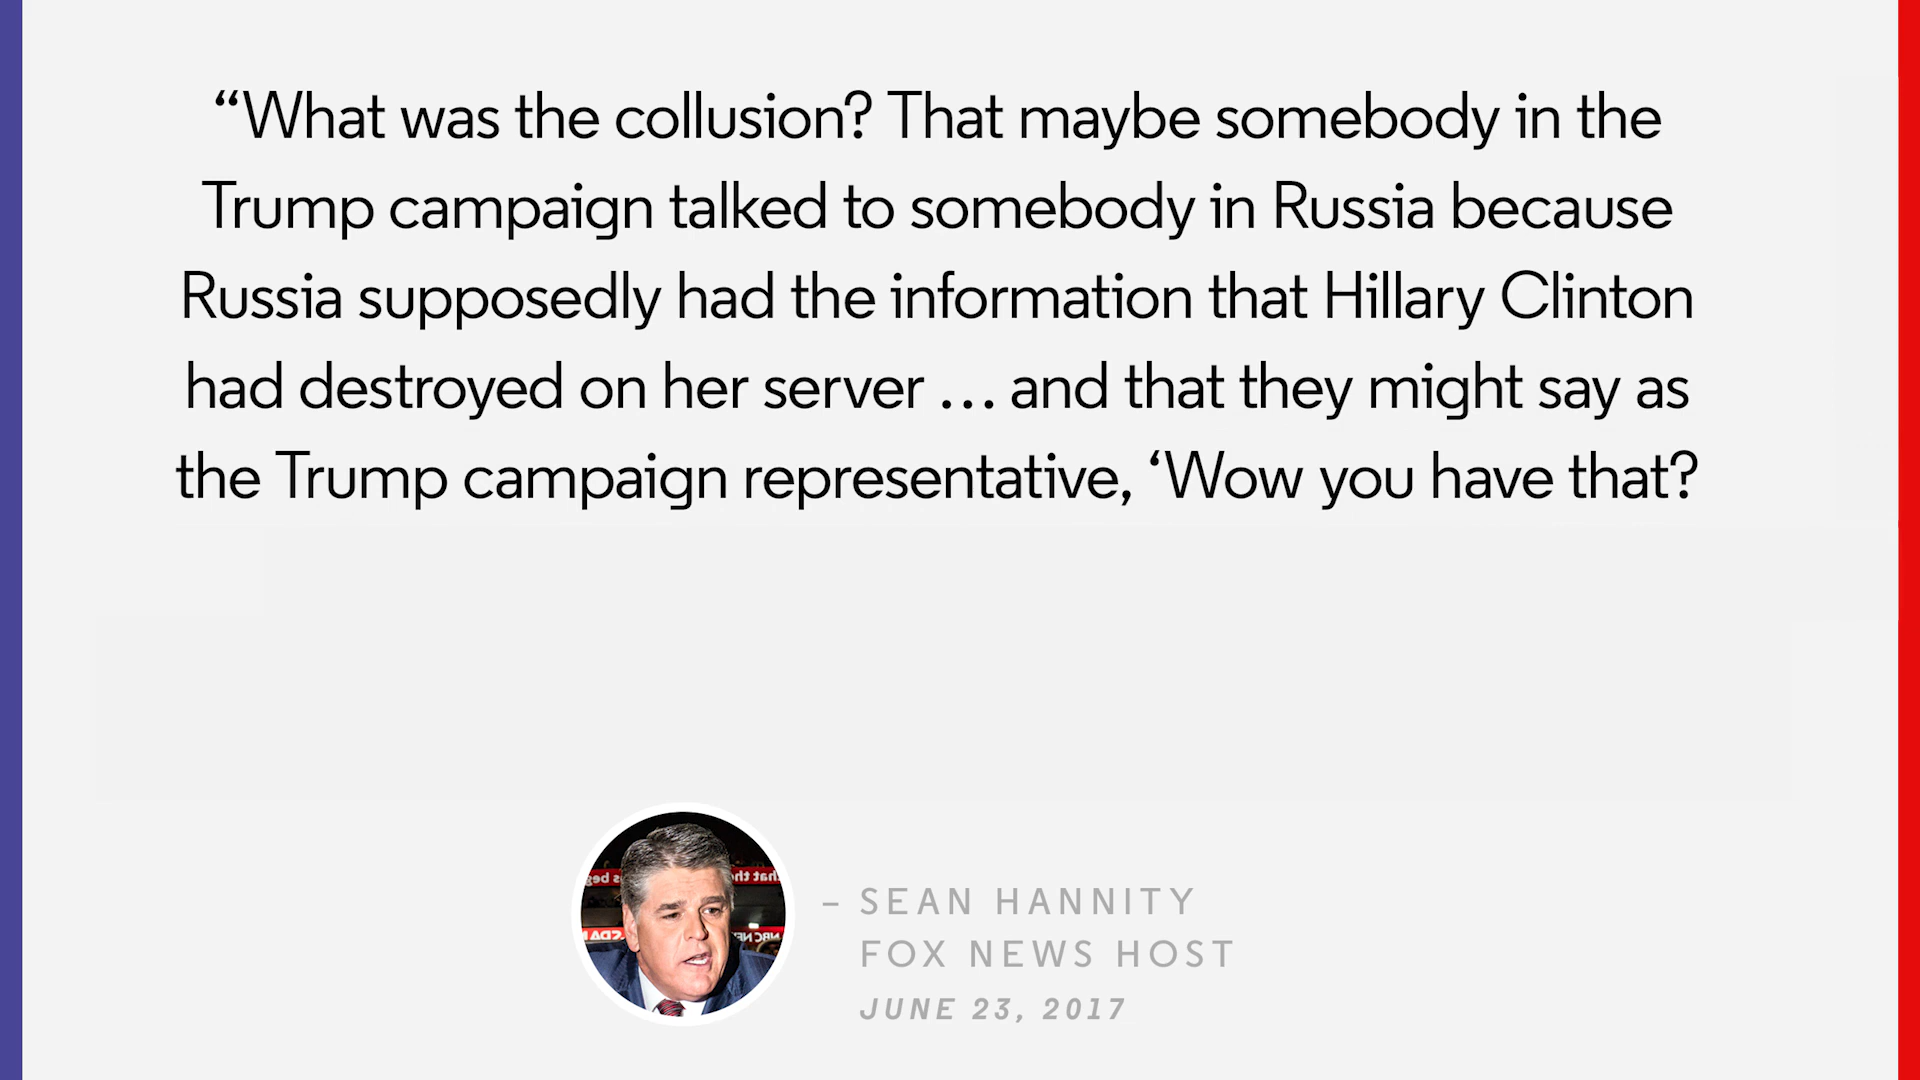 “What was the collusion? That maybe somebody in the
Trump campaign talked to somebody in Russia because
Russia supposedly had the information that Hillary Clinton
had destroyed on her server ... and that they might say as
the Trump campaign representative, ‘Wow you have that?
– SEAN HANNITY
FOX NEWS HOST
JUNE 23, 2017